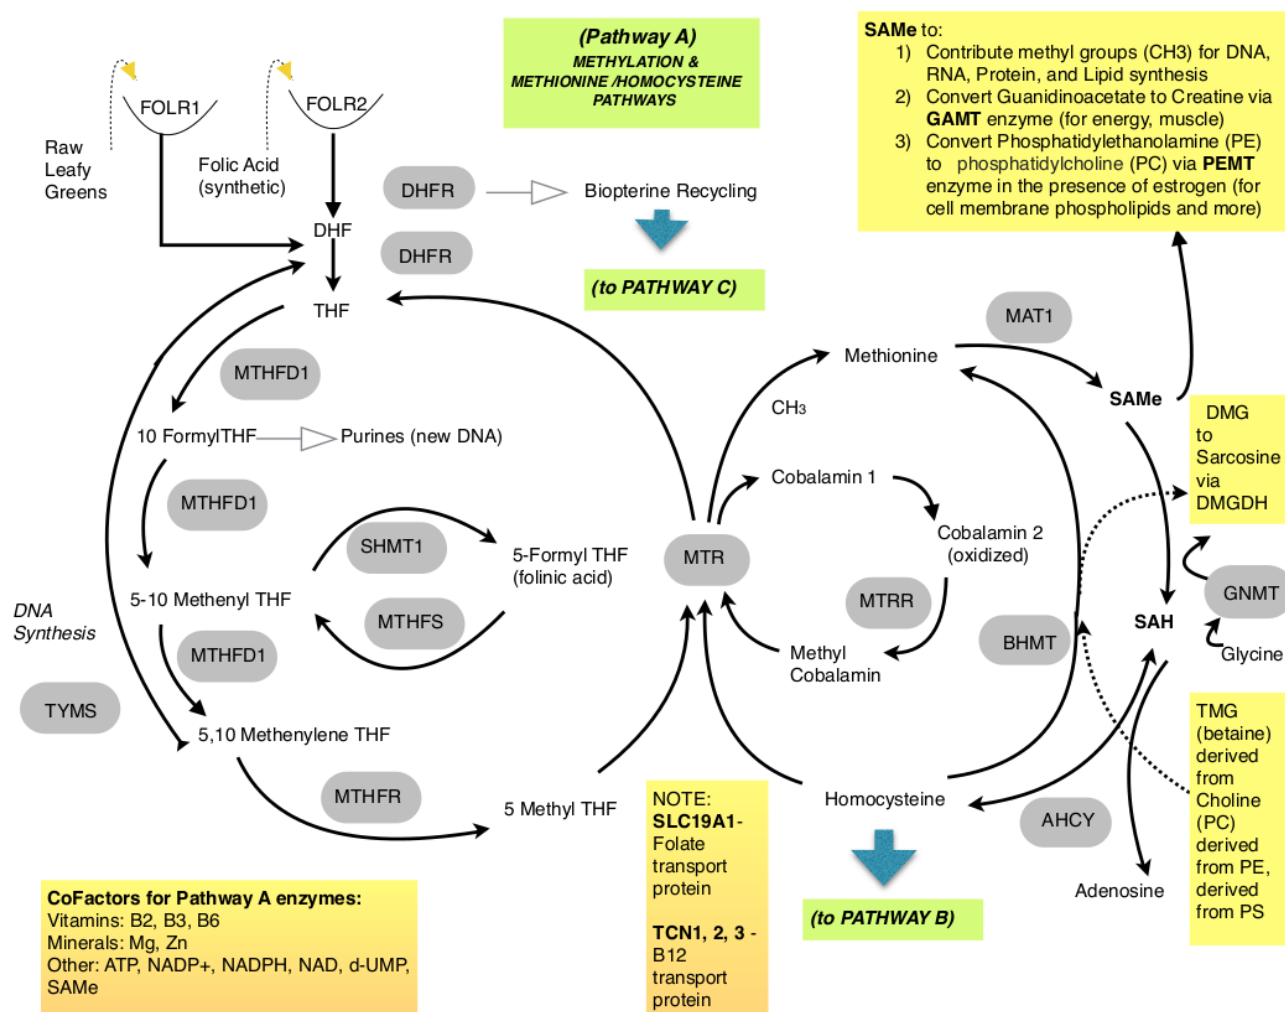 (Pathway A)
METHYLATION &
METHIONINE /HOMOCYSTEINE
PATHWAYS
SAMe to:
1) Contribute methyl groups (CH3) for DNA,
RNA, Protein, and Lipid synthesis
2) Convert Guanidinoacetate to Creatine via
GAMT enzyme (for energy, muscle)
3) Convert Phosphatidylethanolamine (PE)
to phosphatidylcholine (PC) via PEMT
enzyme in the presence of estrogen (for
cell membrane phospholipids and more)
FOLR1
FOLR2
Raw
Leafy
Greens
Folic Acid
(synthetic)
DHFR
Biopterine Recycling
DHF
DHFR
(to PATHWAY C)
THF
MTHFD1
10 FormylTHF
Purines (new DNA)
MTHFD1
SHMT1
5-Formyl THF
(folinic acid)
5-10 Methenyl THF
MTHFS
DNA
Synthesis
MTHFD1
TYMS
5,10 Methenylene THF
MTHFR
5 Methyl THF
MTR
CH3
Methionine
MAT1
SAMe
Cobalamin 1
Cobalamin 2
(oxidized)
MTRR
Methyl
Cobalamin
BHMT
SAH
DMG
to
Sarcosine
via
DMGDH
GNMT
Glycine
TMG
(betaine)
derived
from
Choline
(PC)
derived
from PE,
derived
from PS
Homocysteine
AHCY
Adenosine
(to PATHWAY B)
NOTE:
SLC19A1-
Folate
transport
protein
TCN1, 2, 3 -
B12
transport
protein
CoFactors for Pathway A enzymes:
Vitamins: B2, B3, B6
Minerals: Mg, Zn
Other: ATP, NADP+, NADPH, NAD, d-UMP,
SAMe